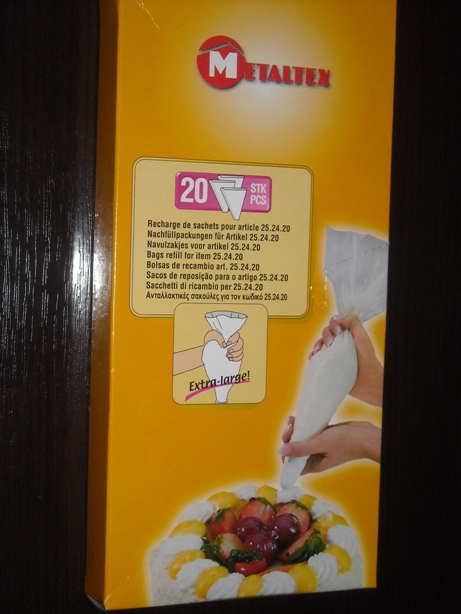 METALTEX
20 STK
PCS
Recharge de sachets pour article 25.24.20
Nachfüllpackungen für Artikel 25.24.20
Navulzakjes voor artikel 25.24.20
Bags refill for item 25.24.20
Bolsas de recambio art. 25.24.20
Sacos de reposição para o artigo 25.24.20
Sacchetti di ricambio per 25.24.20
Ανταλλακτικές σακούλες για τον κωδικό 25.24.20
Extra-large!